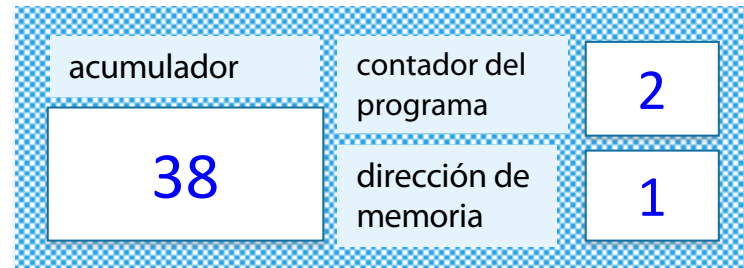 acumulador
38
contador del
programa
2
dirección de
memoria
1